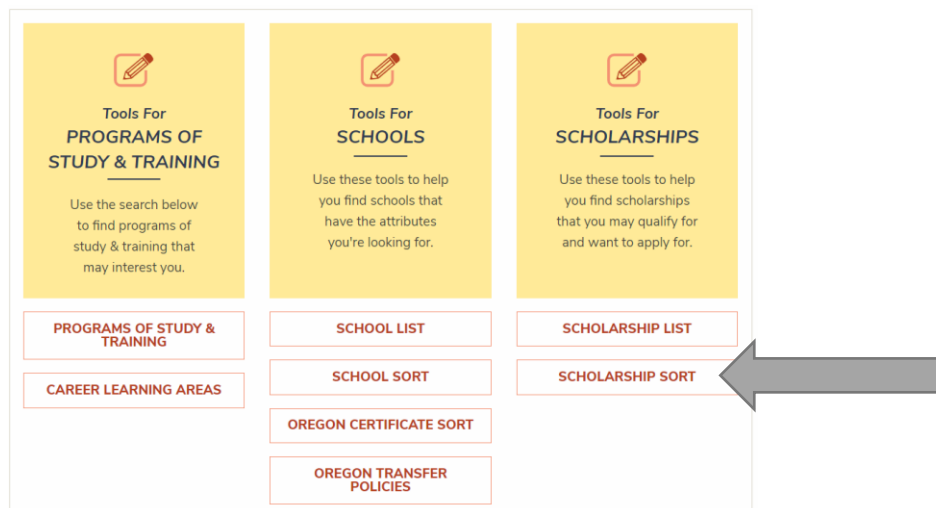 Tools For
PROGRAMS OF
STUDY & TRAINING
Use the search below
to find programs of
study & training that
may interest you.
PROGRAMS OF STUDY &
TRAINING
CAREER LEARNING AREAS
Tools For
SCHOOLS
Use these tools to help
you find schools that
have the attributes
you're looking for.
SCHOOL LIST
SCHOOL SORT
OREGON CERTIFICATE SORT
OREGON TRANSFER
POLICIES
Tools For
SCHOLARSHIPS
Use these tools to help
you find scholarships
that you may qualify for
and want to apply for.
SCHOLARSHIP LIST
SCHOLARSHIP SORT